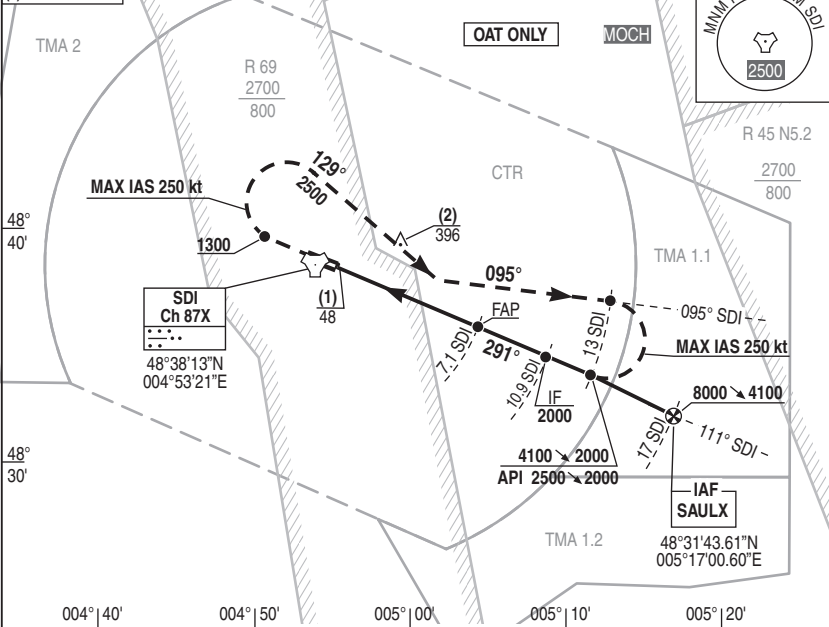 TMA 2
OAT ONLY
MOCH
SDI
2500
R 69
2700
800
R 45 N5.2
2700
800
CTR
129°
2500
MAX IAS 250 kt
(2)
396
48°
40'
1300
TMA 1.1
095°
SDI
Ch 87X
(1)
48
FAP
095° SDI
13 SDI
7.1 SDI
291°
MAX IAS 250 kt
48°38'13"N
004°53'21"E
10.9 SDI
IF
2000
8000 ↘ 4100
17 SDI
111° SDI
48°
30'
4100 ↘ 2000
API 2500 ↘ 2000
IAF
SAULX
TMA 1.2
48°31'43.61"N
005°17'00.60"E
004° 40'
004° 50'
005° 00'
005° 10'
005° 20'